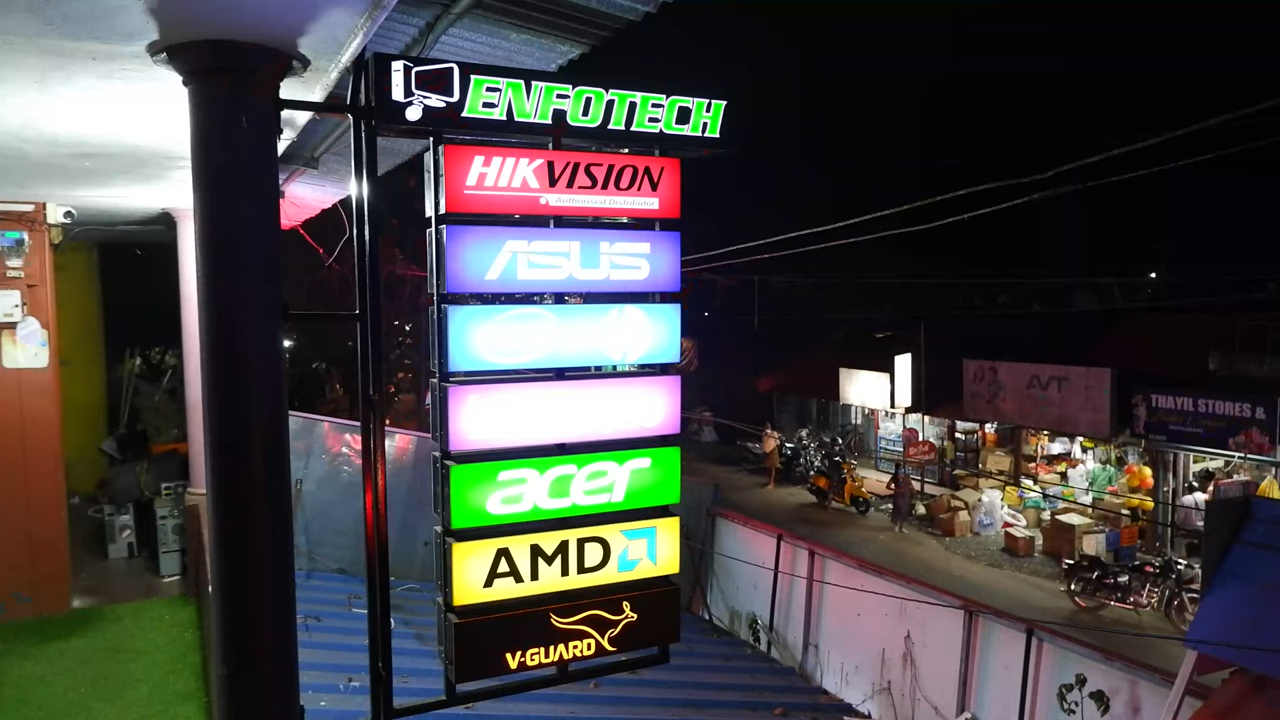 ENFOTECH
HIKVISION
Authorised Distributor
ASUS
acer
AMD
V-GUARD
AVT
THAYIL STORES &